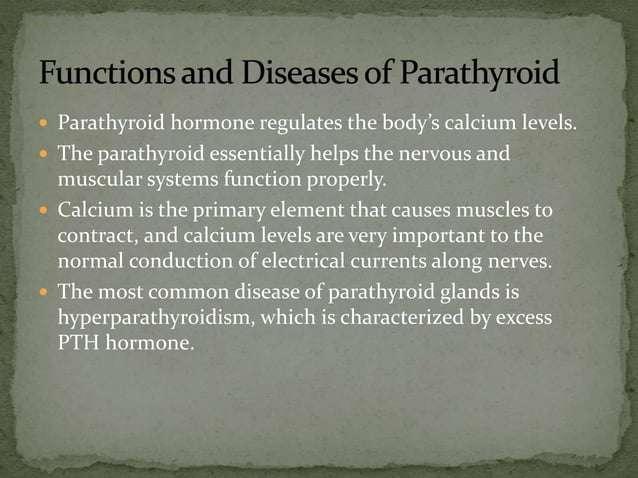 Functions and Diseases of Parathyroid
• Parathyroid hormone regulates the body’s calcium levels.
• The parathyroid essentially helps the nervous and
muscular systems function properly.
• Calcium is the primary element that causes muscles to
contract, and calcium levels are very important to the
normal conduction of electrical currents along nerves.
• The most common disease of parathyroid glands is
hyperparathyroidism, which is characterized by excess
PTH hormone.